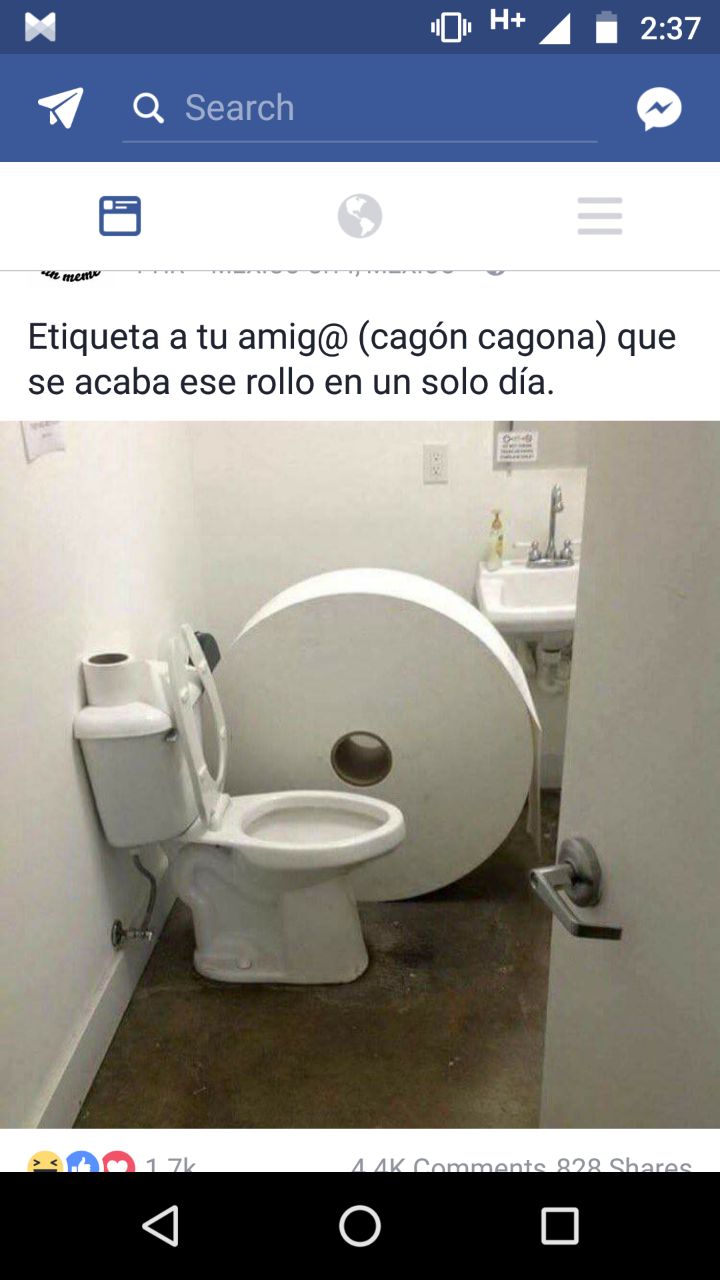 H+ 2:37
Search
Etiqueta a tu amig@ (cagón cagona) que
se acaba ese rollo en un solo día.
1.7k 4.4K Comments 828 Shares